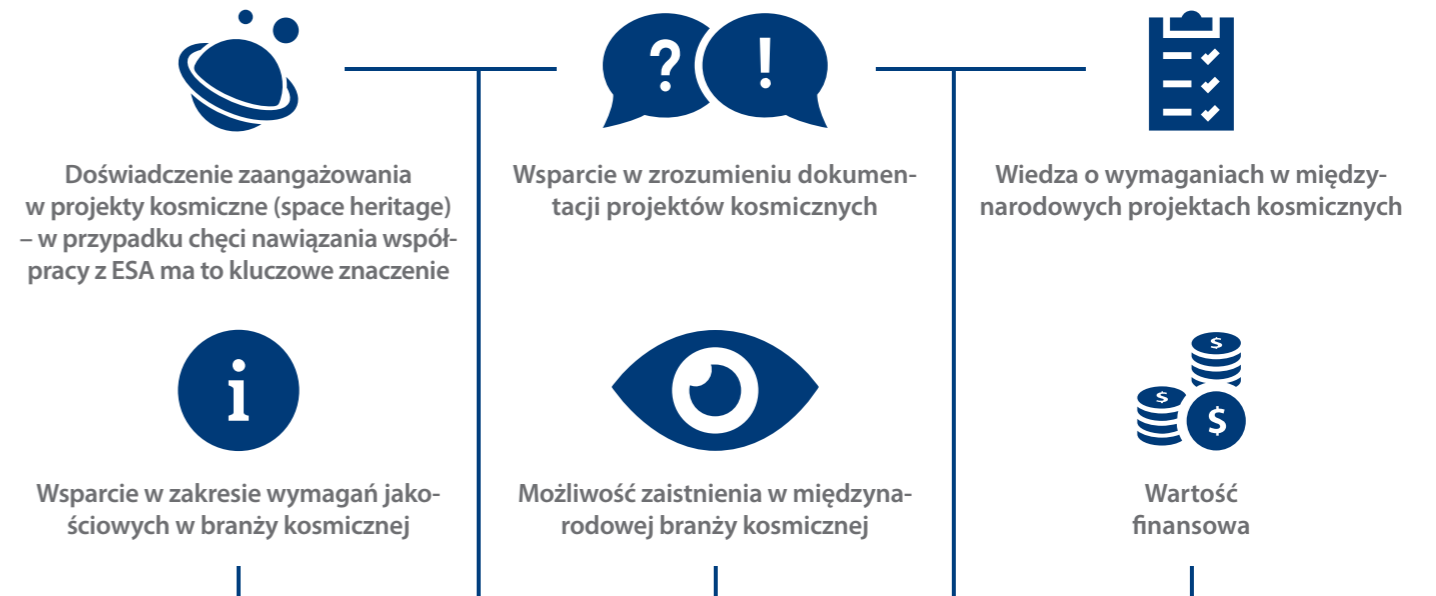 ?
!
Doświadczenie zaangażowania
w projekty kosmiczne (space heritage)
– w przypadku chęci nawiązania współ-
pracy z ESA ma to kluczowe znaczenie
Wsparcie w zrozumieniu dokumen-
tacji projektów kosmicznych
Wiedza o wymaganiach w między-
narodowych projektach kosmicznych
i
$
$
$
Wsparcie w zakresie wymagań jako-
ściowych w branży kosmicznej
Możliwość zaistnienia w międzyna-
rodowej branży kosmicznej
Wartość
finansowa